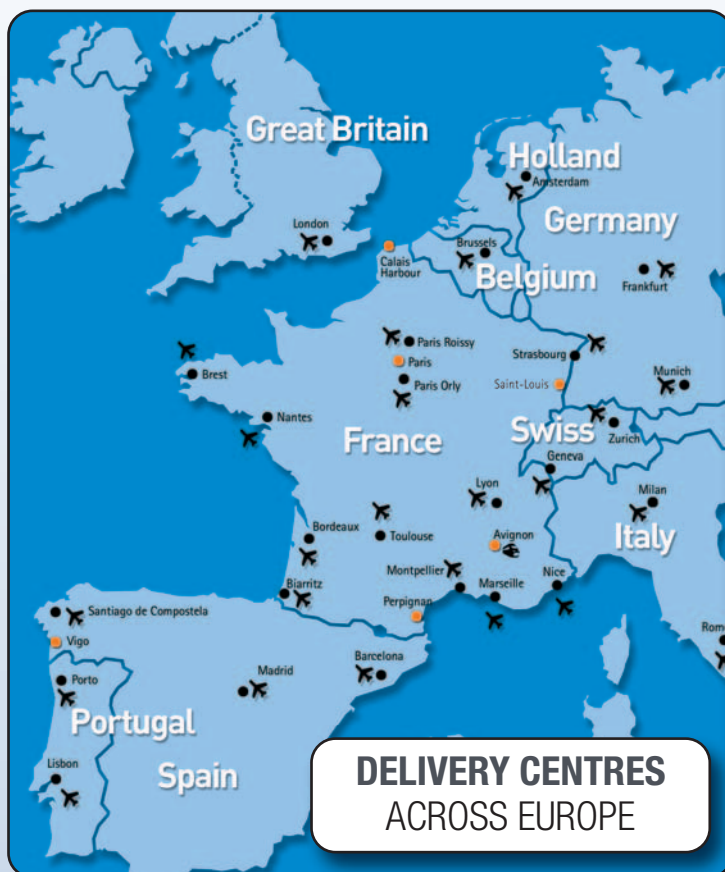 Great Britain
Holland
Amsterdam
Germany
London
Calais
Harbour
Brussels
Belgium
Frankfurt
Paris Roissy
Paris
Paris Orly
Strasbourg
Saint-Louis
Munich
Brest
Nantes
France
Swiss
Zurich
Geneva
Lyon
Milan
Italy
Bordeaux
Toulouse
Avignon
Montpellier
Biarritz
Marseille
Nice
Perpignan
Santiago de Compostela
Vigo
Rome
Barcelona
Madrid
Porto
Portugal
Spain
Lisbon
DELIVERY CENTRES
ACROSS EUROPE